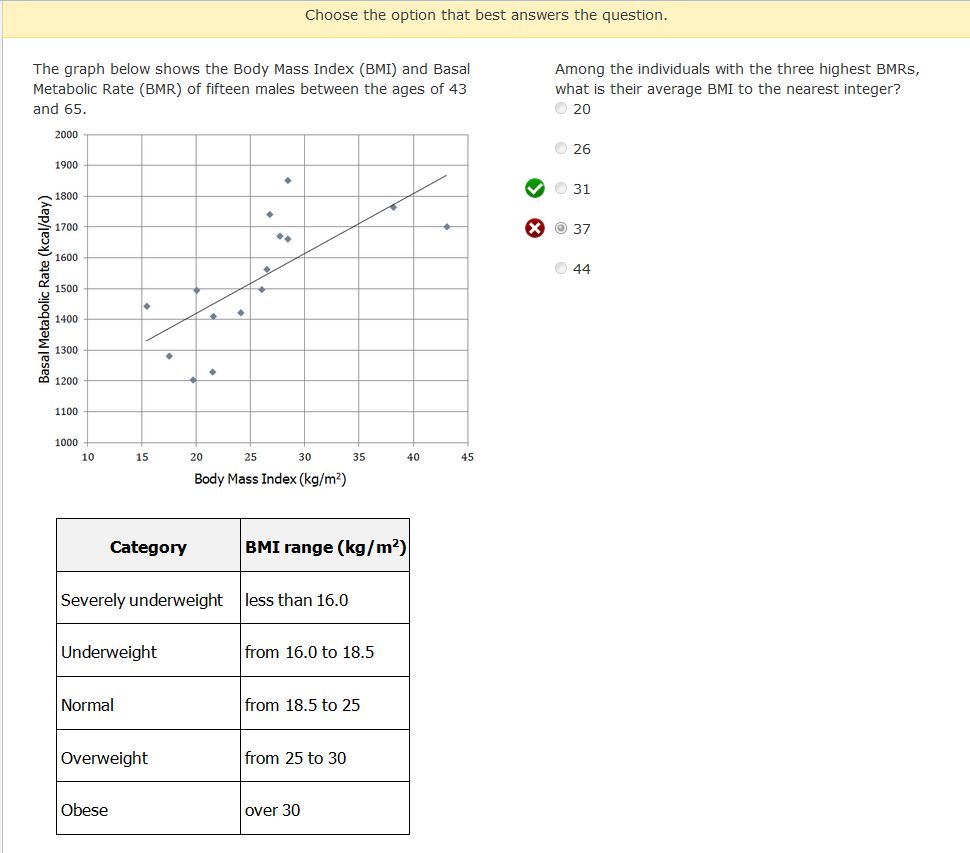 Choose the option that best answers the question.
The graph below shows the Body Mass Index (BMI) and Basal
Metabolic Rate (BMR) of fifteen males between the ages of 43
and 65.
2000
1900
1800
1700
1600
1500
1400
1300
1200
1100
1000
Basal Metabolic Rate (kcal/day)
10 15 20 25 30 35 40 45
Body Mass Index (kg/m²)
Category BMI range (kg/m²)
Severely underweight less than 16.0
Underweight from 16.0 to 18.5
Normal from 18.5 to 25
Overweight from 25 to 30
Obese over 30
Among the individuals with the three highest BMRs,
what is their average BMI to the nearest integer?
20
26
31
37
44